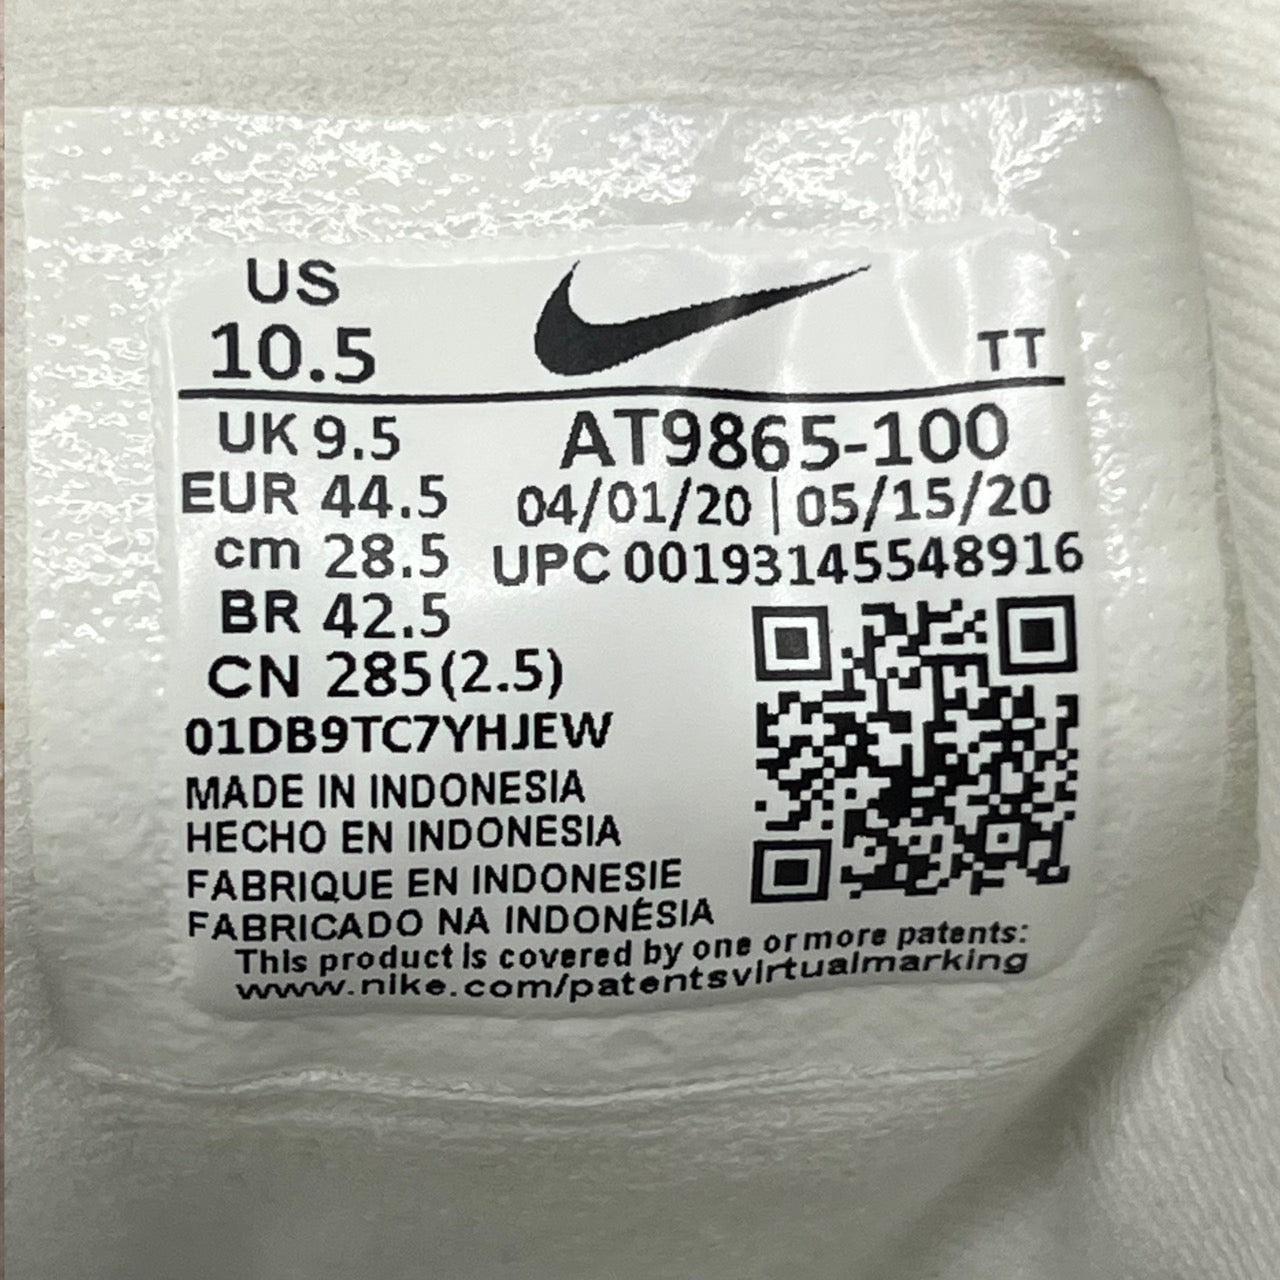 US
10.5
TT
UK 9.5
EUR 44.5
cm 28.5
BR 42.5
CN 285(2.5)
AT9865-100
04/01/20 | 05/15/20
UPC 00193145548916
01DB9TC7YHJEW
MADE IN INDONESIA
HECHO EN INDONESIA
FABRIQUE EN INDONESIE
FABRICADO NA INDONÉSIA
This product is covered by one or more patents:
www.nike.com/patentsvirtualmarking